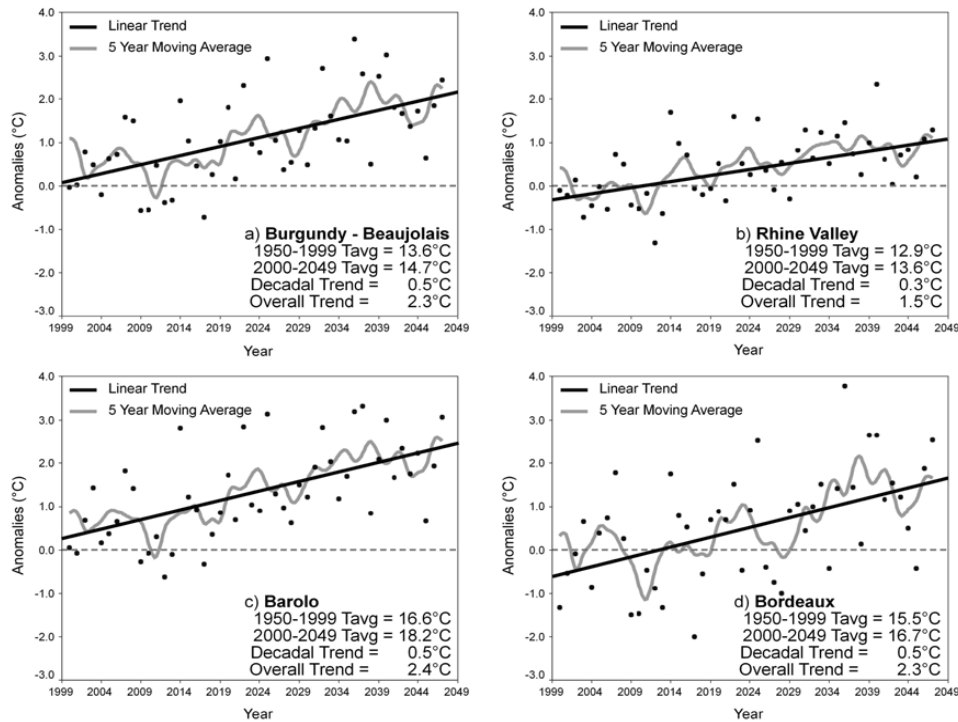 4.0
Linear Trend
5 Year Moving Average
3.0
2.0
1.0
0.0
-1.0
-2.0
-3.0
Anomalies (°C)
a) Burgundy - Beaujolais
1950-1999 Tavg = 13.6°C
2000-2049 Tavg = 14.7°C
Decadal Trend = 0.5°C
Overall Trend = 2.3°C
1999 2004 2009 2014 2019 2024 2029 2034 2039 2044 2049
Year
4.0
Linear Trend
5 Year Moving Average
3.0
2.0
1.0
0.0
-1.0
-2.0
-3.0
Anomalies (°C)
b) Rhine Valley
1950-1999 Tavg = 12.9°C
2000-2049 Tavg = 13.6°C
Decadal Trend = 0.3°C
Overall Trend = 1.5°C
1999 2004 2009 2014 2019 2024 2029 2034 2039 2044 2049
Year
4.0
Linear Trend
5 Year Moving Average
3.0
2.0
1.0
0.0
-1.0
-2.0
-3.0
Anomalies (°C)
c) Barolo
1950-1999 Tavg = 16.6°C
2000-2049 Tavg = 18.2°C
Decadal Trend = 0.5°C
Overall Trend = 2.4°C
1999 2004 2009 2014 2019 2024 2029 2034 2039 2044 2049
Year
4.0
Linear Trend
5 Year Moving Average
3.0
2.0
1.0
0.0
-1.0
-2.0
-3.0
Anomalies (°C)
d) Bordeaux
1950-1999 Tavg = 15.5°C
2000-2049 Tavg = 16.7°C
Decadal Trend = 0.5°C
Overall Trend = 2.3°C
1999 2004 2009 2014 2019 2024 2029 2034 2039 2044 2049
Year